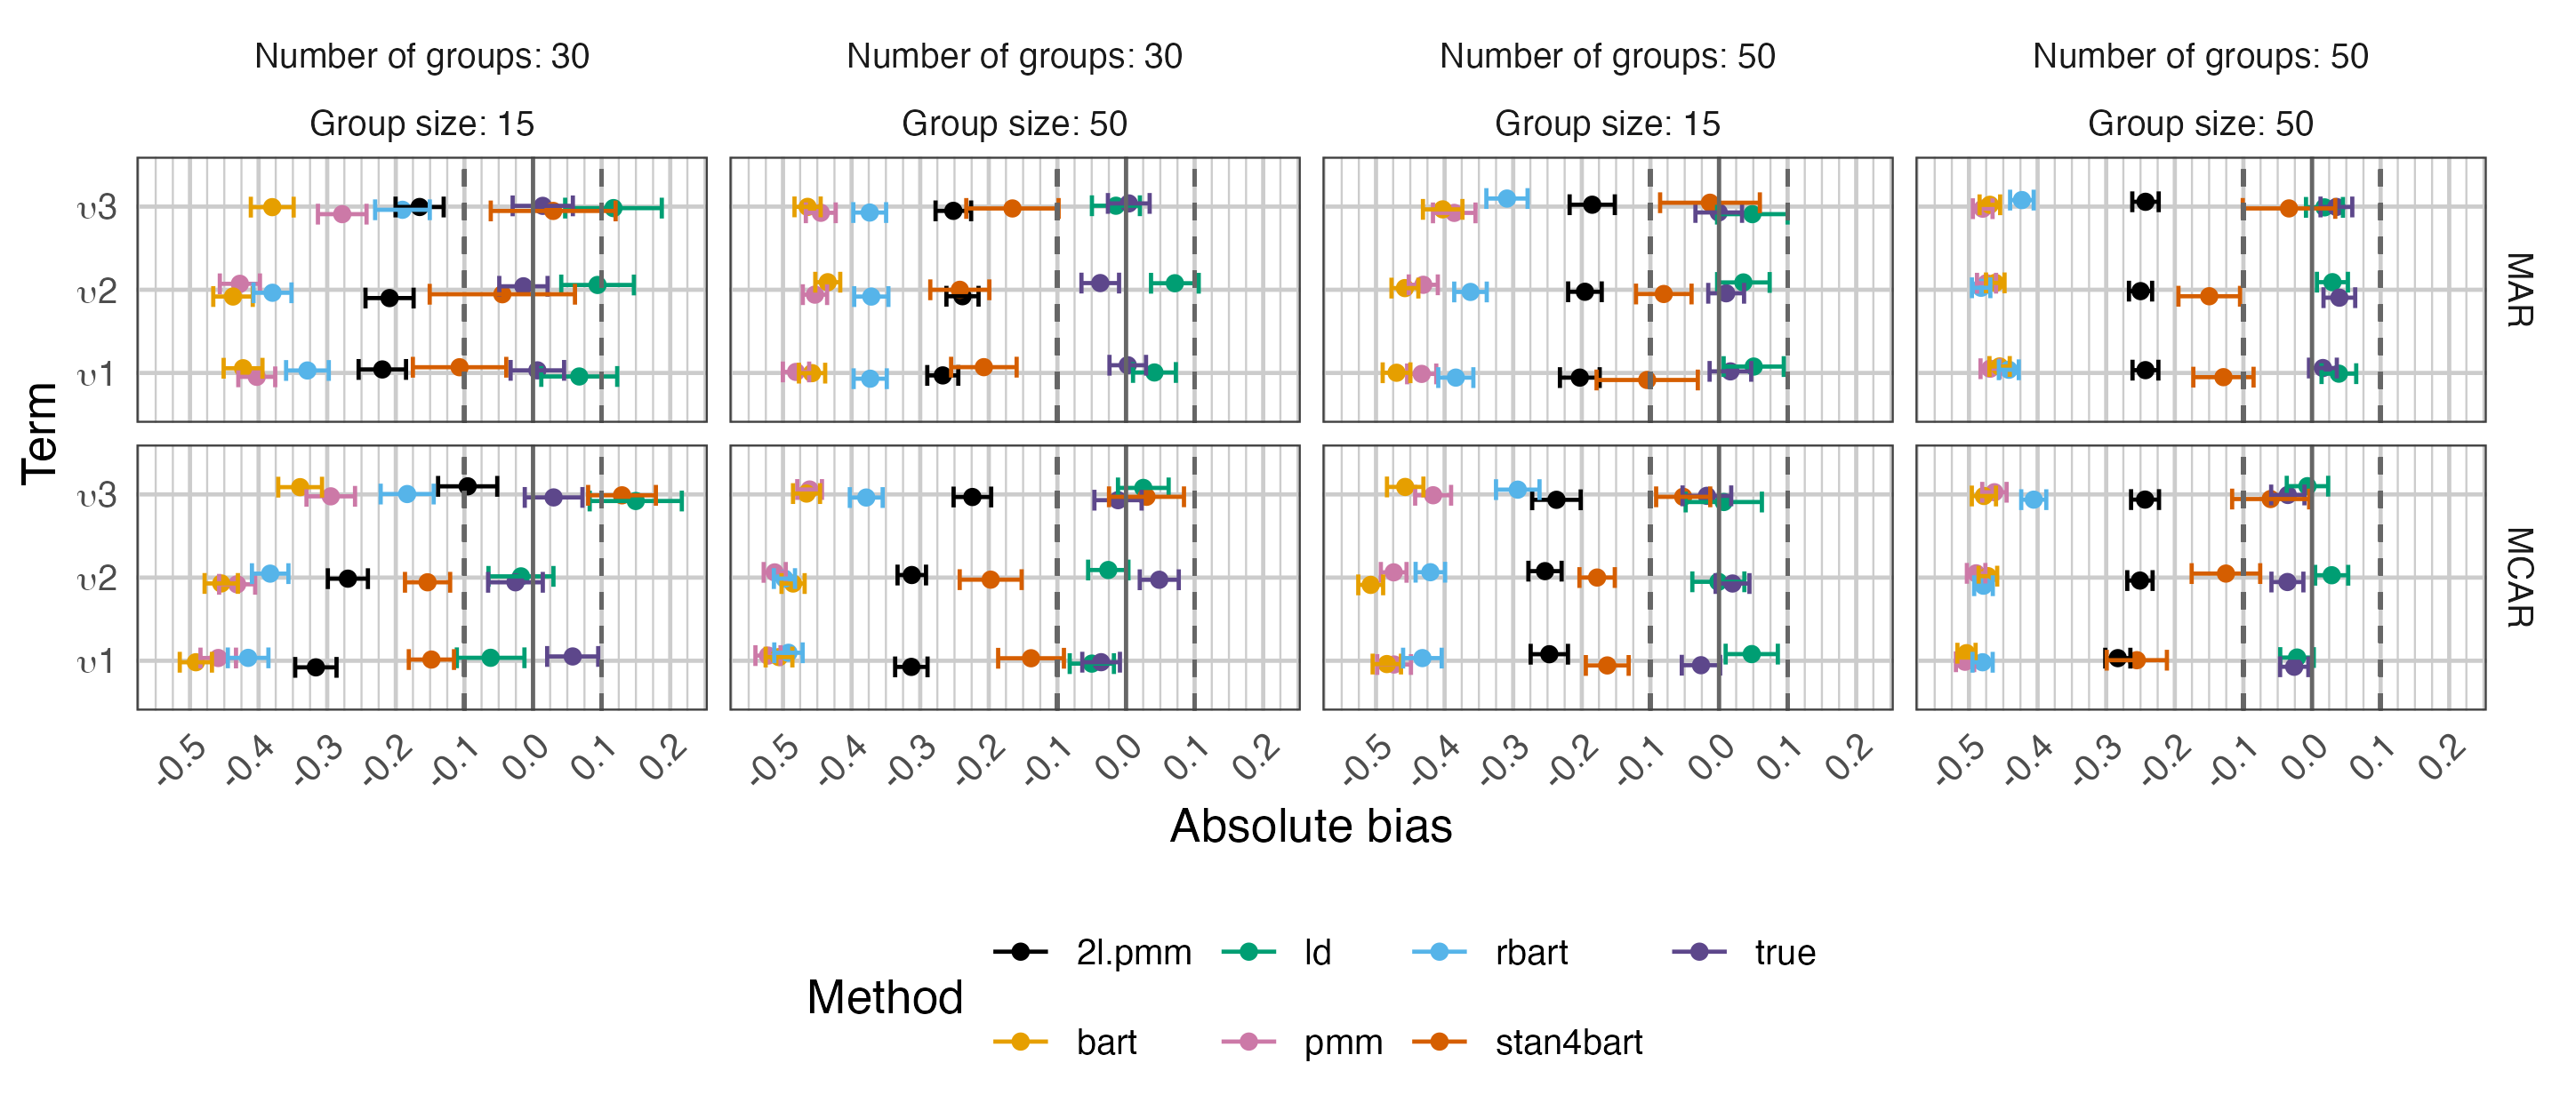 Number of groups: 30 Number of groups: 30 Number of groups: 50 Number of groups: 50
Group size: 15 Group size: 50 Group size: 15 Group size: 50
Term
υ3
υ2
υ1
MAR
υ3
υ2
υ1
MCAR
-0.5 -0.4 -0.3 -0.2 -0.1 0.0 0.1 0.2 -0.5 -0.4 -0.3 -0.2 -0.1 0.0 0.1 0.2 -0.5 -0.4 -0.3 -0.2 -0.1 0.0 0.1 0.2 -0.5 -0.4 -0.3 -0.2 -0.1 0.0 0.1 0.2
Absolute bias
Method
2l.pmm ld rbart true
bart pmm stan4bart